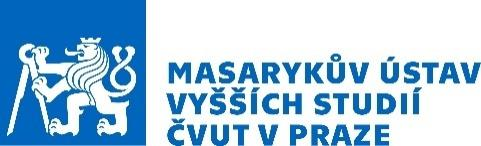 MASARYKŮV ÚSTAV
VYŠŠÍCH STUDIÍ
ČVUT V PRAZE